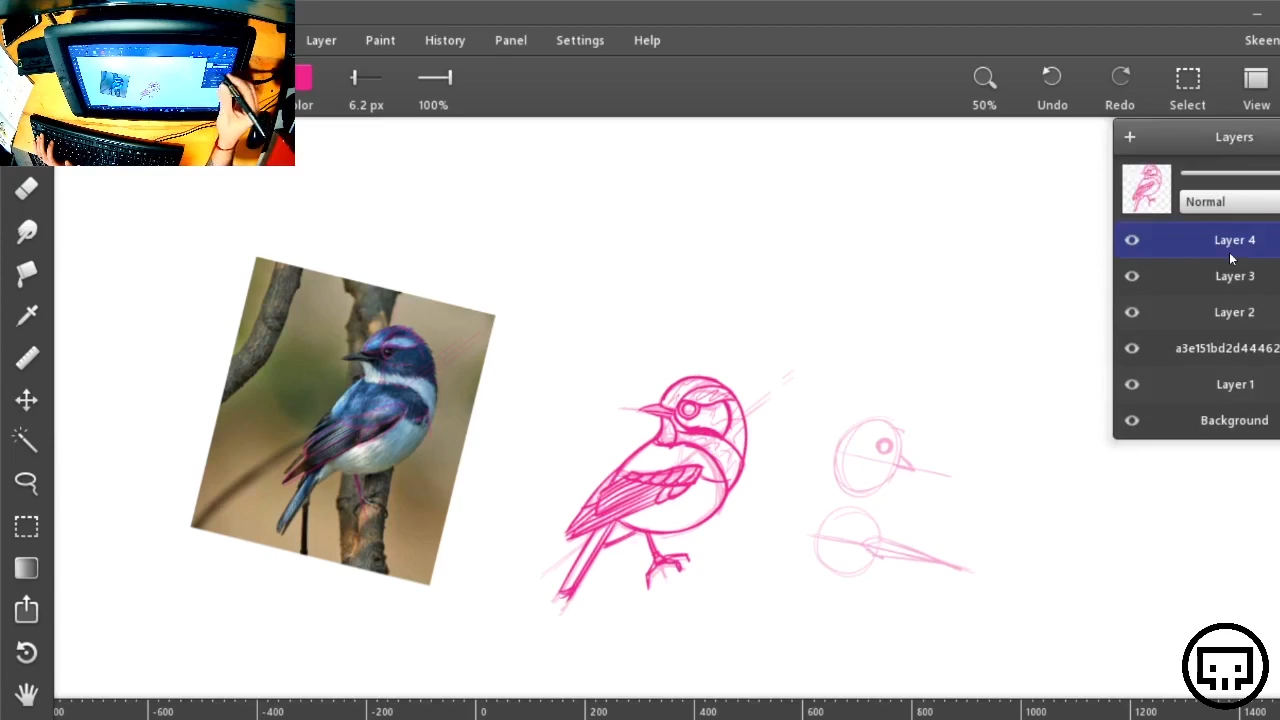 Layer Paint History Panel Settings Help Skeen
olor 6.2 px 100% 50% Undo Redo Select View
+ Layers
Normal
Layer 4
Layer 3
Layer 2
a3e151bd2d44462
Layer 1
Background
00 -600 -400 -200 0 200 400 600 800 1000 1200 1400